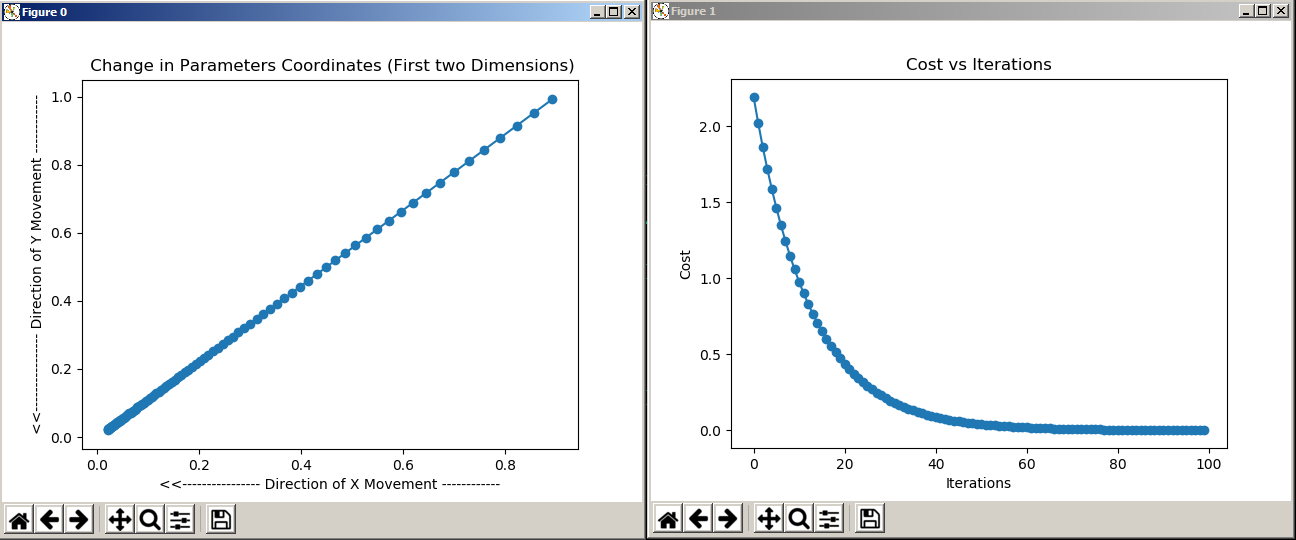 Figure 0
Change in Parameters Coordinates (First two Dimensions)
<<---------------- Direction of Y Movement ------------
1.0
0.8
0.6
0.4
0.2
0.0
0.0 0.2 0.4 0.6 0.8
<<---------------- Direction of X Movement ------------
Figure 1
Cost vs Iterations
Cost
2.0
1.5
1.0
0.5
0.0
0 20 40 60 80 100
Iterations